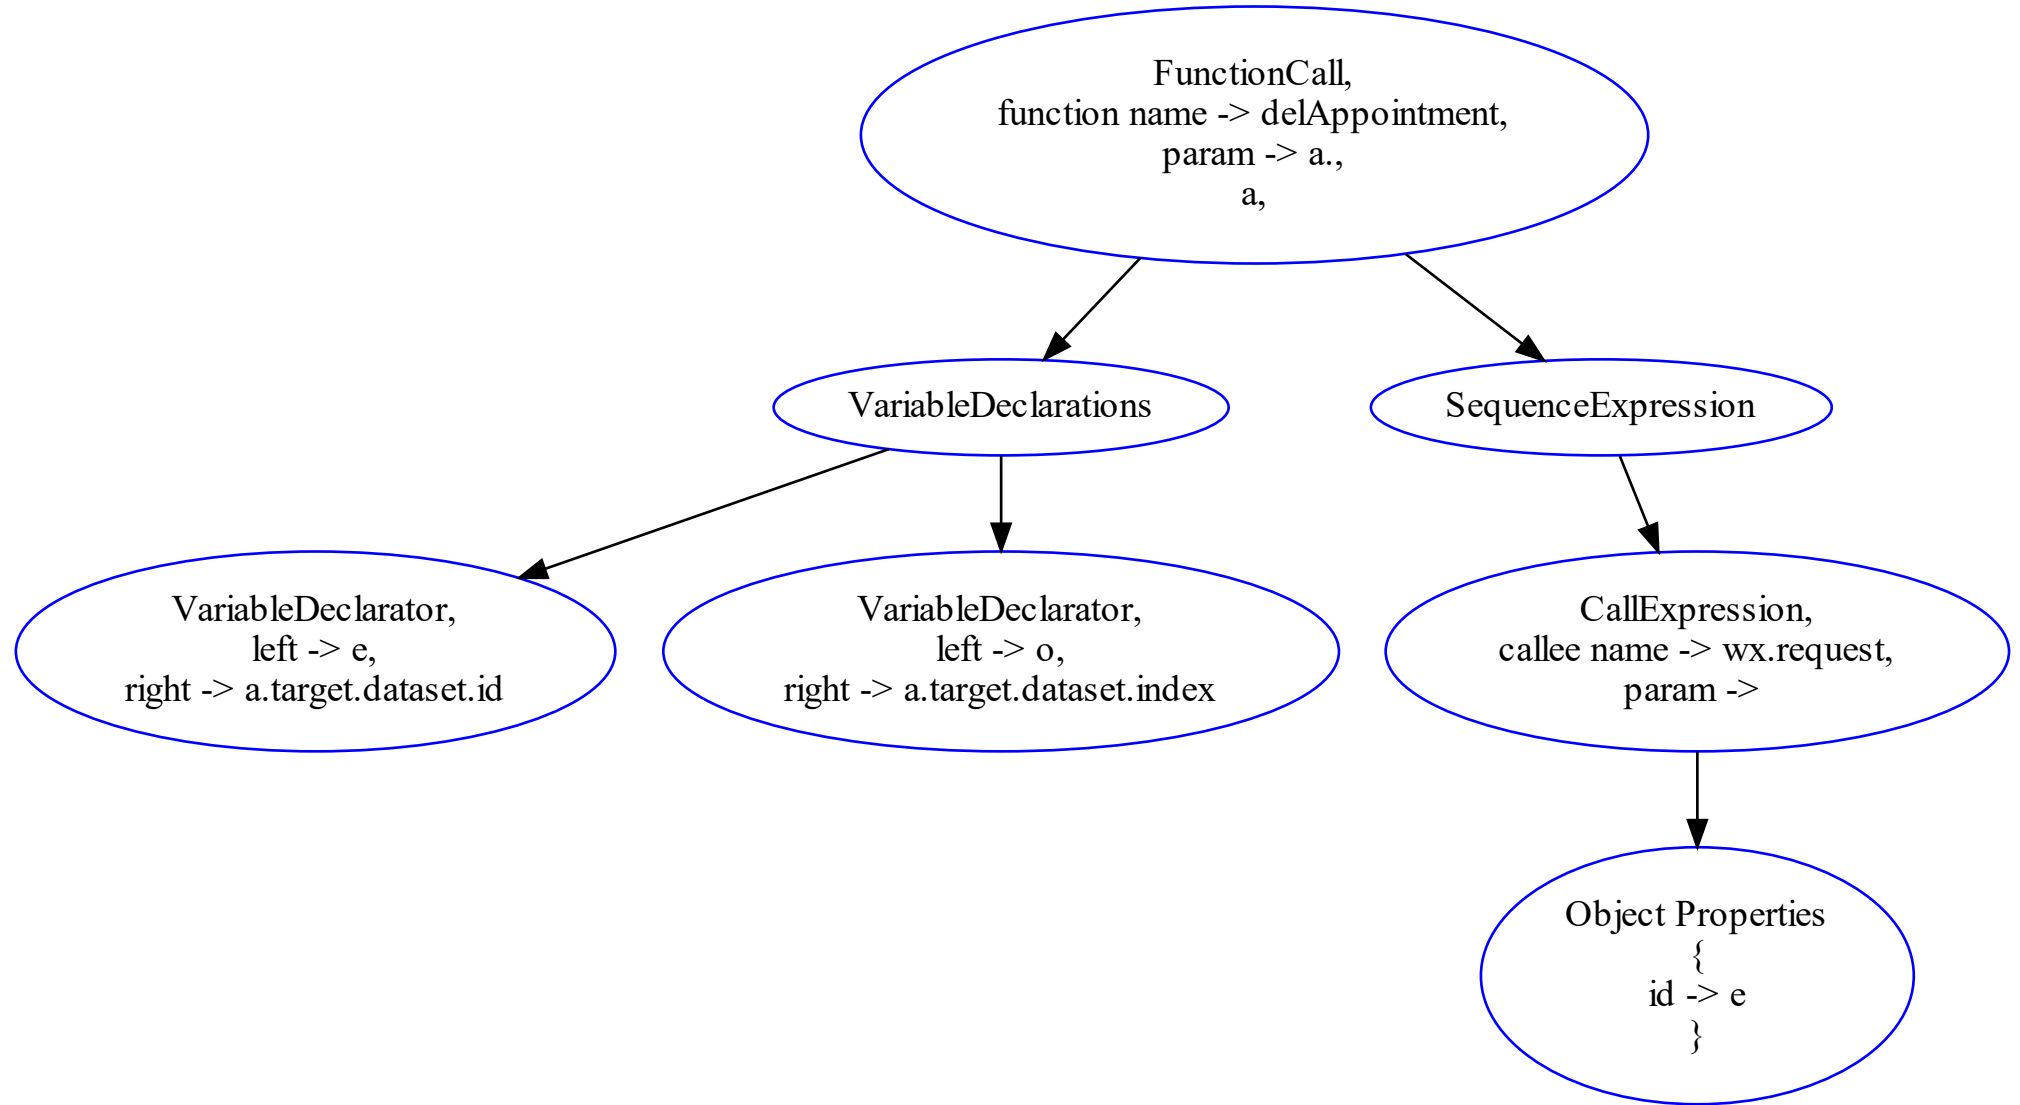 FunctionCall,
function name -> delAppointment,
param -> a.,
a,
VariableDeclarations
SequenceExpression
VariableDeclarator,
left -> e,
right -> a.target.dataset.id
VariableDeclarator,
left -> o,
right -> a.target.dataset.index
CallExpression,
callee name -> wx.request,
param ->
Object Properties
{
id -> e
}